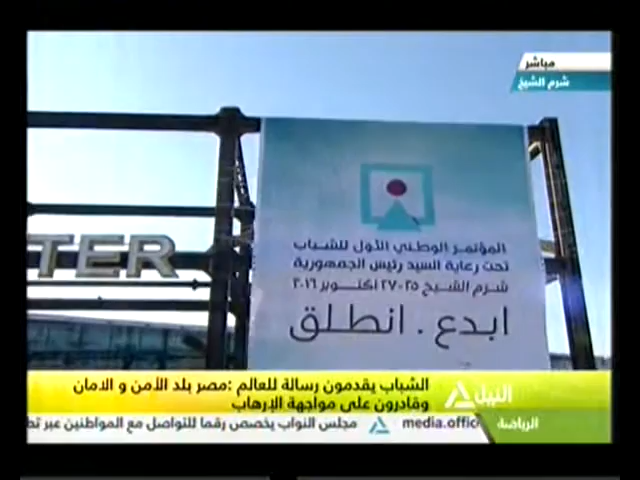 مباشر
شرم الشيخ
TER
المؤتمر الوطني الأول للشباب
تحت رعاية السيد رئيس الجمهورية
شرم الشيخ ٢٥-٢٧ أكتوبر ٢٠١٦
ابدع . انطلق
الشباب يقدمون رسالة للعالم :مصر بلد الأمن و الامان
وقادرون على مواجهة الإرهاب
النيل
الرياضة
media.offic
مجلس النواب يخصص رقما للتواصل مع المواطنين عبر تط